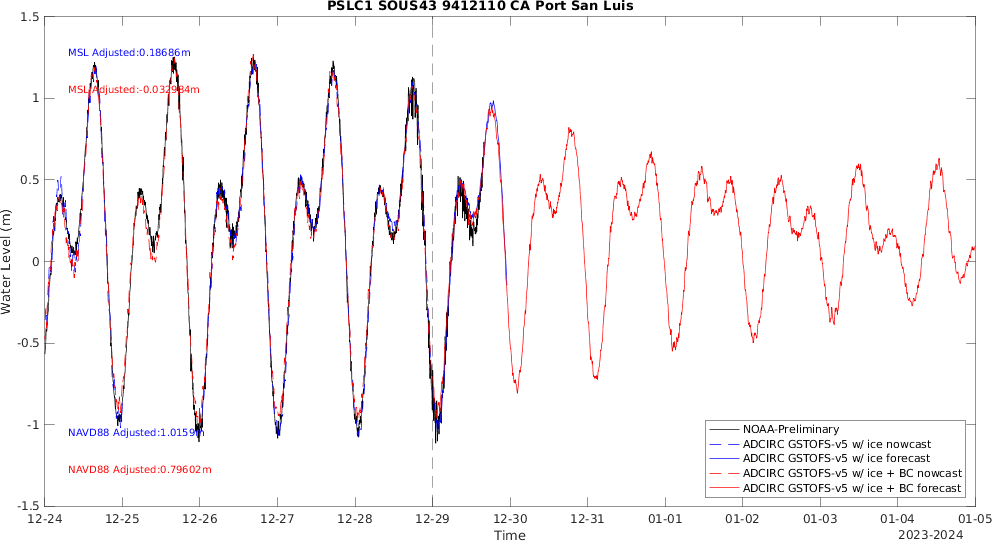 PSLC1 SOUS43 9412110 CA Port San Luis
1.5
MSL Adjusted:0.18686m
1
MSL Adjusted:-0.032984m
0.5
Water Level (m)
0
-0.5
-1
NAVD88 Adjusted:1.0159m
NAVD88 Adjusted:0.79602m
-1.5
NOAA-Preliminary
ADCIRC GSTOFS-v5 w/ ice nowcast
ADCIRC GSTOFS-v5 w/ ice forecast
ADCIRC GSTOFS-v5 w/ ice + BC nowcast
ADCIRC GSTOFS-v5 w/ ice + BC forecast
12-24 12-25 12-26 12-27 12-28 12-29 12-30 12-31 01-01 01-02 01-03 01-04 01-05
Time
2023-2024